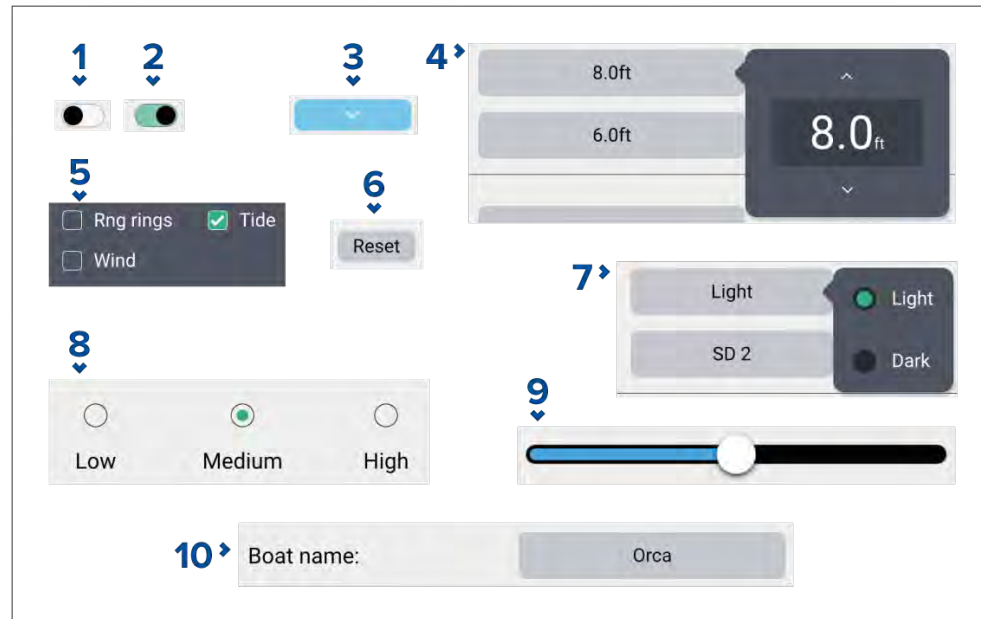 1
2
3
4
8.0ft
6.0ft
8.0ft
5
Rng rings
Tide
Wind
6
Reset
7
Light
SD 2
Light
Dark
8
Low
Medium
High
9
10
Boat name:
Orca